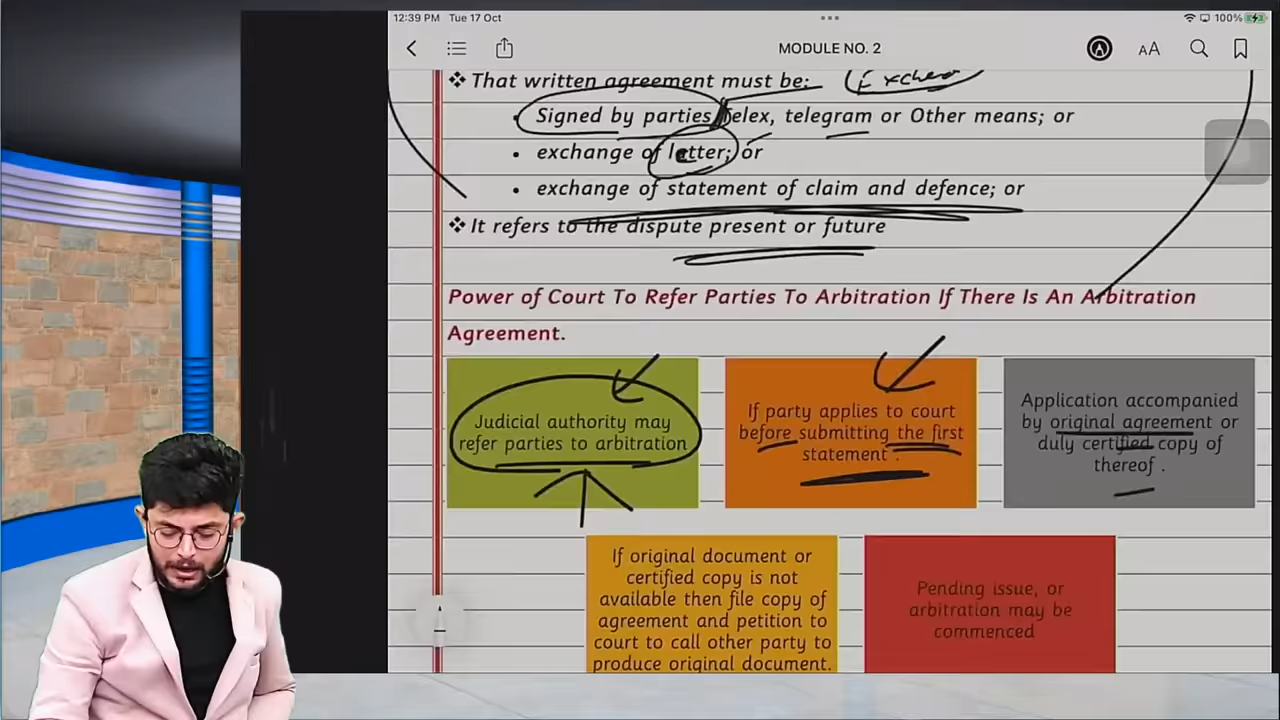 12:39 PM Tue 17 Oct
100%
MODULE NO. 2
AA
❖ That written agreement must be:
• Signed by parties, Telex, telegram or Other means; or
• exchange of letter; or
• exchange of statement of claim and defence; or
❖ It refers to the dispute present or future
Power of Court To Refer Parties To Arbitration If There Is An Arbitration
Agreement.
Judicial authority may
refer parties to arbitration
If party applies to court
before submitting the first
statement .
Application accompanied
by original agreement or
duly certified copy of
thereof .
If original document or
certified copy is not
available then file copy of
agreement and petition to
court to call other party to
produce original document.
Pending issue, or
arbitration may be
commenced